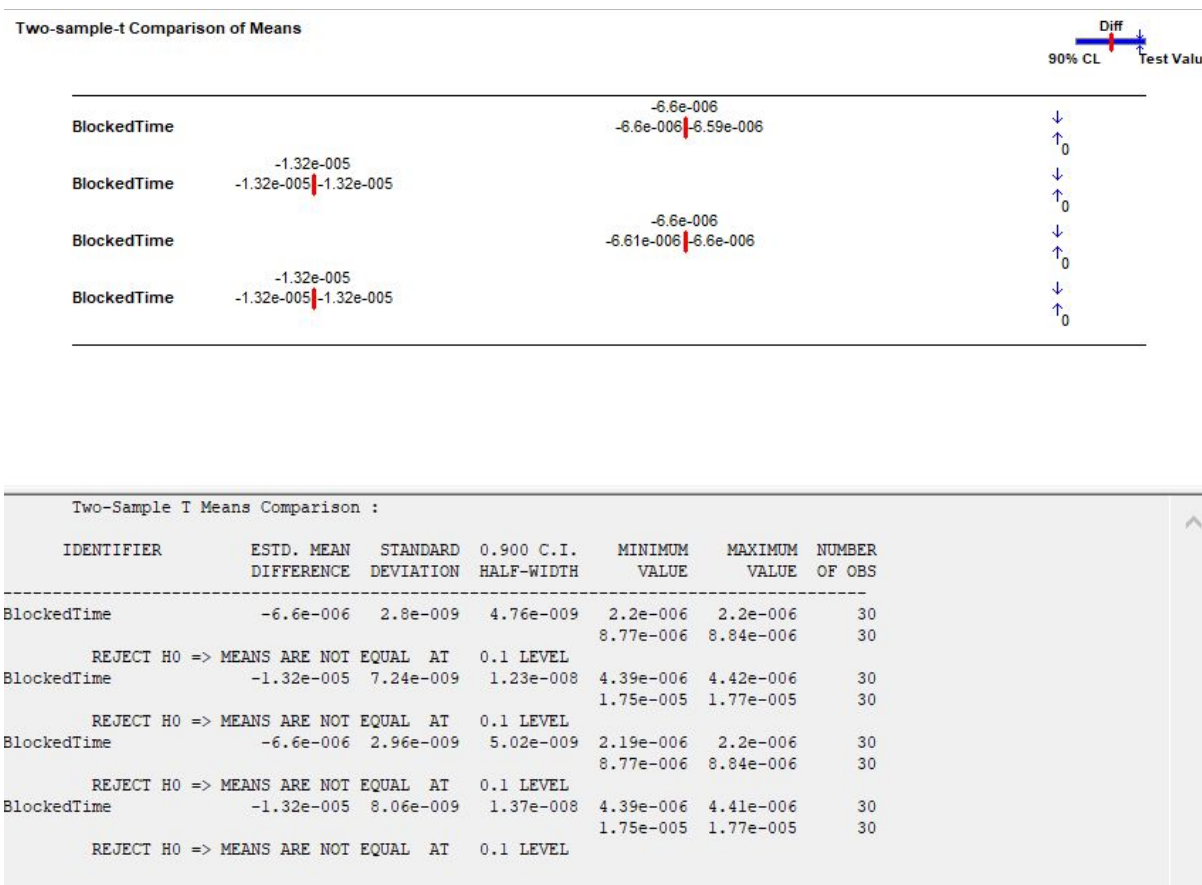 Two-sample-t Comparison of Means
Diff
90% CL Test Valu
-6.6e-006
BlockedTime -6.6e-006 -6.59e-006
0
-1.32e-005
BlockedTime -1.32e-005 -1.32e-005
0
-6.6e-006
BlockedTime -6.61e-006 -6.6e-006
0
-1.32e-005
BlockedTime -1.32e-005 -1.32e-005
0
Two-Sample T Means Comparison :
IDENTIFIER ESTD. MEAN STANDARD 0.900 C.I. MINIMUM MAXIMUM NUMBER
DIFFERENCE DEVIATION HALF-WIDTH VALUE VALUE OF OBS
--------------------------------------------------------------------------------
BlockedTime -6.6e-006 2.8e-009 4.76e-009 2.2e-006 2.2e-006 30
8.77e-006 8.84e-006 30
REJECT H0 => MEANS ARE NOT EQUAL AT 0.1 LEVEL
BlockedTime -1.32e-005 7.24e-009 1.23e-008 4.39e-006 4.42e-006 30
1.75e-005 1.77e-005 30
REJECT H0 => MEANS ARE NOT EQUAL AT 0.1 LEVEL
BlockedTime -6.6e-006 2.96e-009 5.02e-009 2.19e-006 2.2e-006 30
8.77e-006 8.84e-006 30
REJECT H0 => MEANS ARE NOT EQUAL AT 0.1 LEVEL
BlockedTime -1.32e-005 8.06e-009 1.37e-008 4.39e-006 4.41e-006 30
1.75e-005 1.77e-005 30
REJECT H0 => MEANS ARE NOT EQUAL AT 0.1 LEVEL